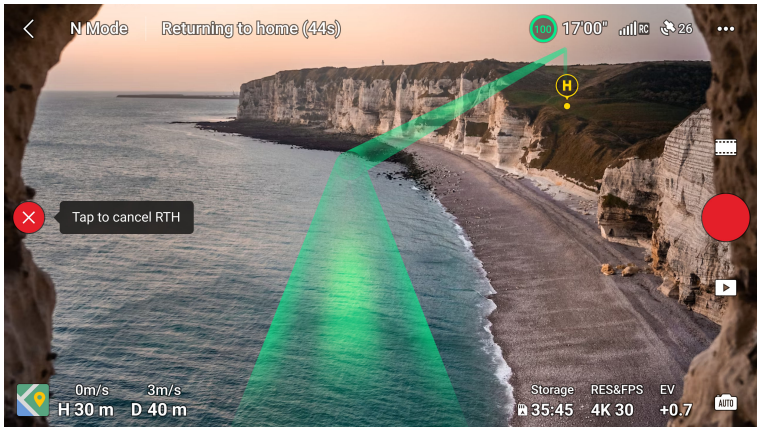 N Mode
Returning to home (44s)
100
17'00"
RC
26
H
Tap to cancel RTH
0m/s 3m/s
H 30 m D 40 m
Storage RES&FPS EV
35:45 4K 30 +0.7
AUTO